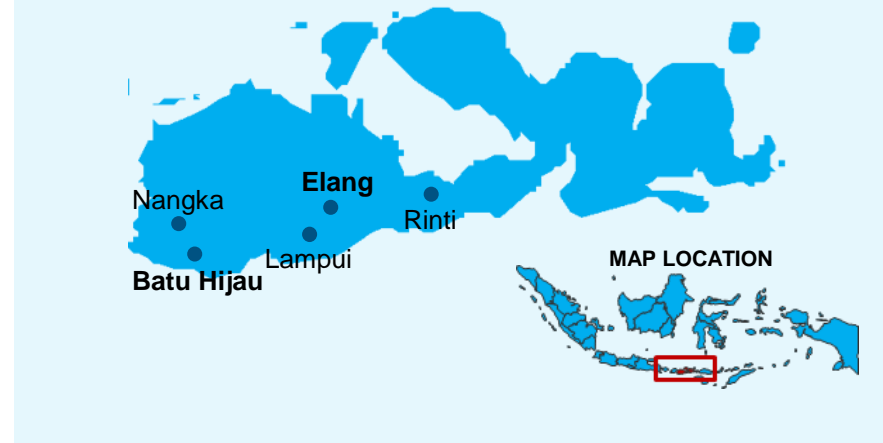 Elang
Nangka
Rinti
Lampui
Batu Hijau
MAP LOCATION